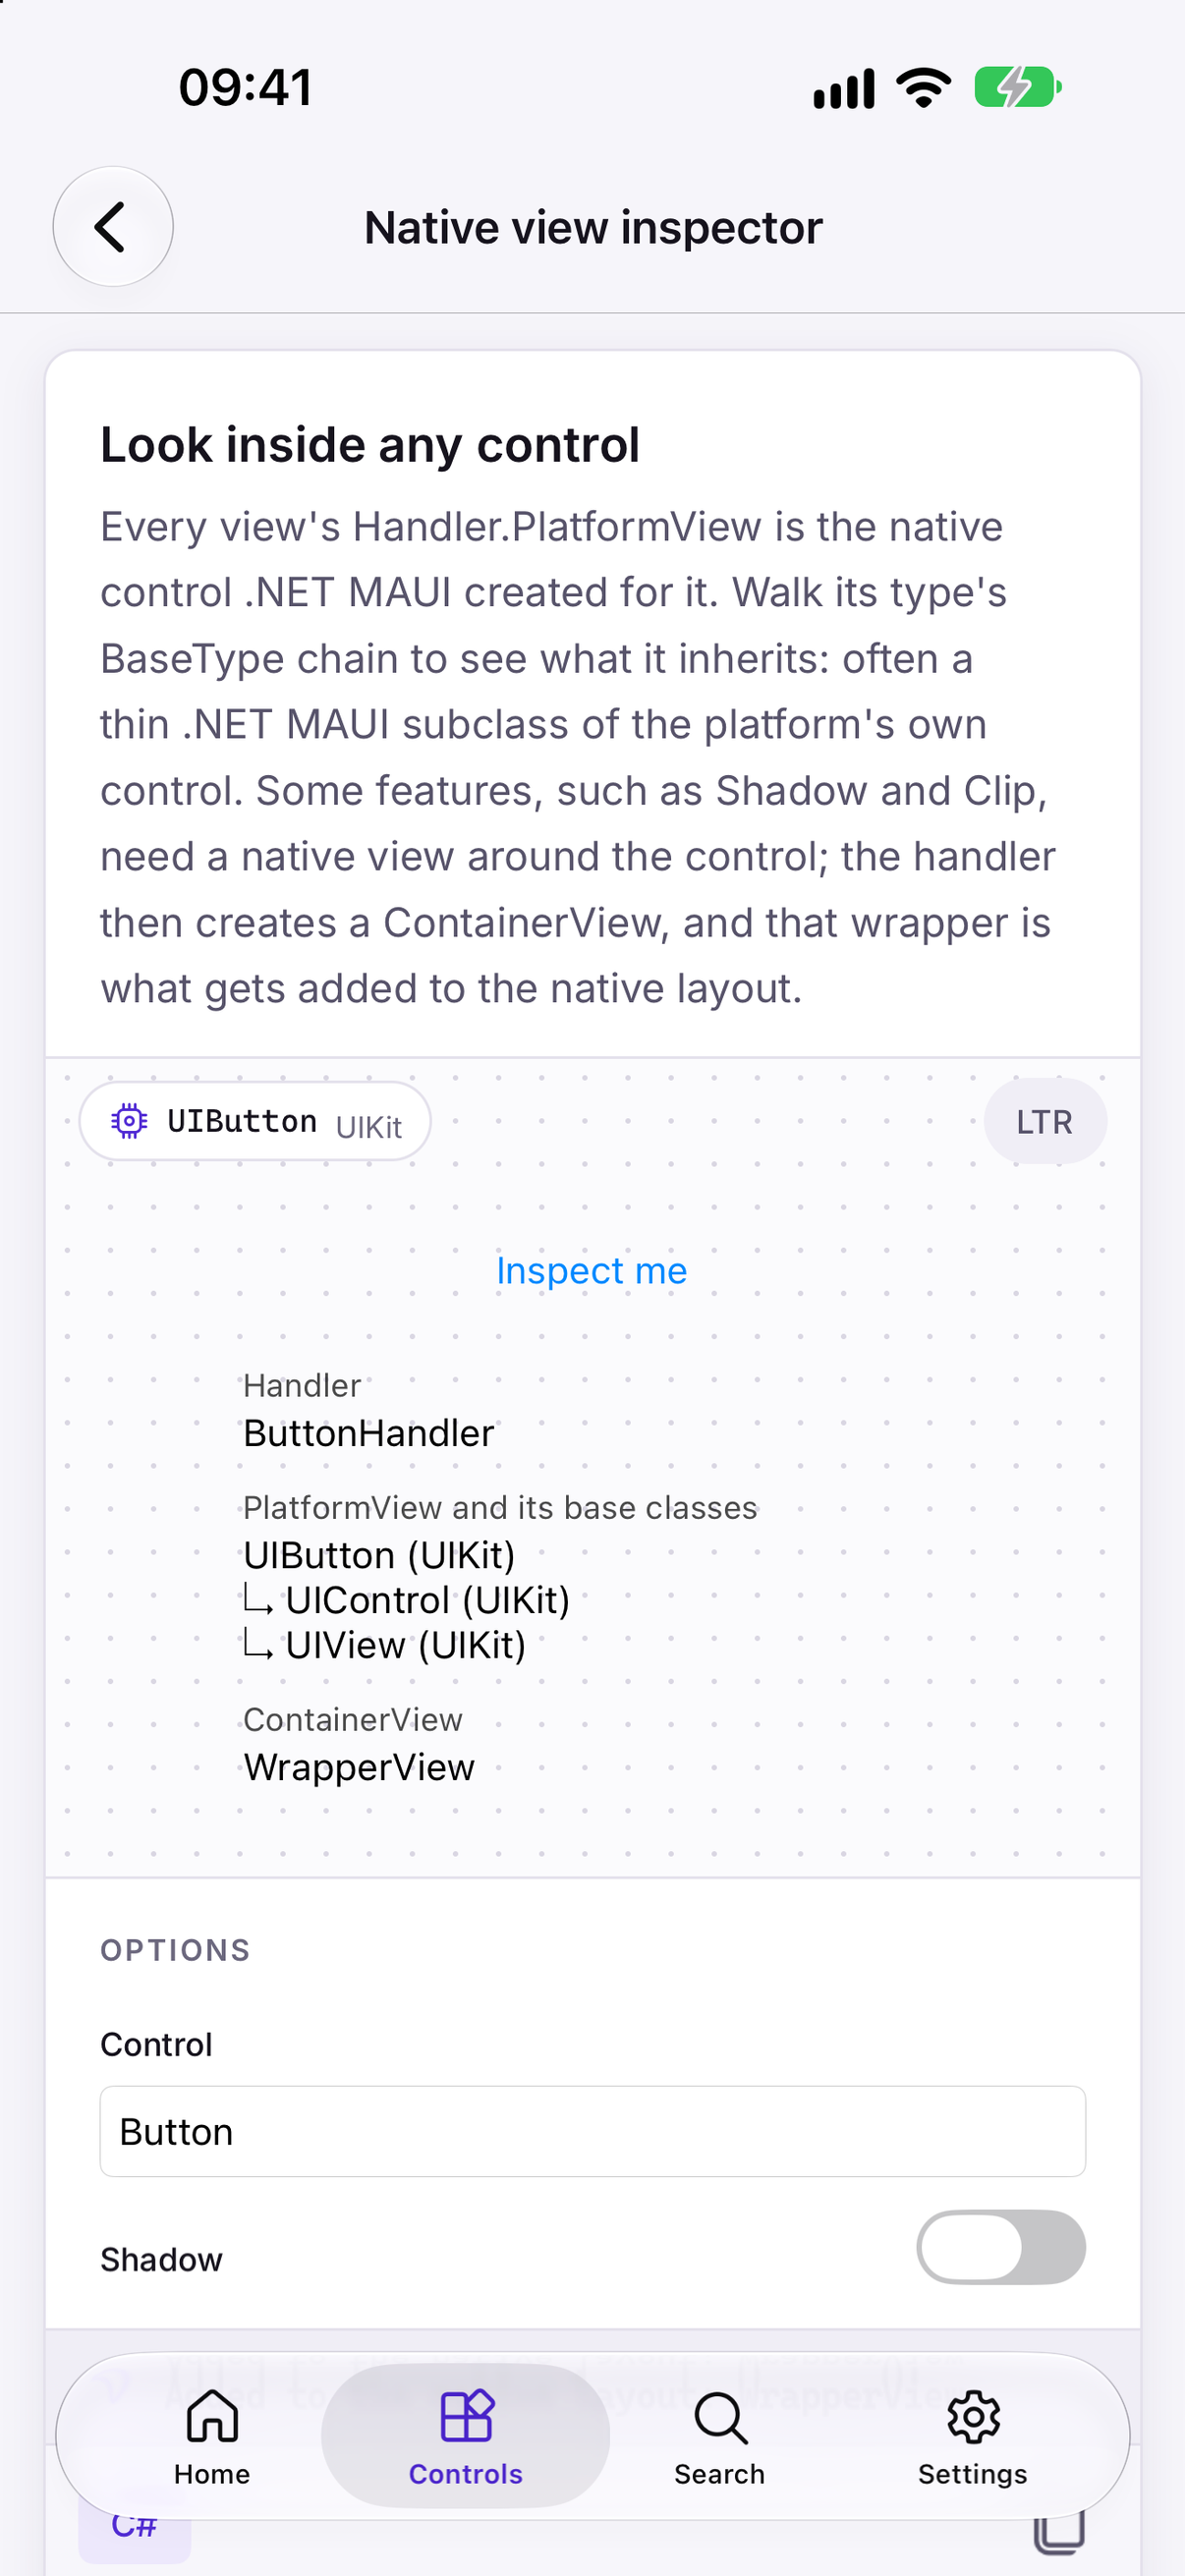 09:41
Native view inspector
Look inside any control
Every view's Handler.PlatformView is the native
control .NET MAUI created for it. Walk its type's
BaseType chain to see what it inherits: often a
thin .NET MAUI subclass of the platform's own
control. Some features, such as Shadow and Clip,
need a native view around the control; the handler
then creates a ContainerView, and that wrapper is
what gets added to the native layout.
UIButton UIKit
LTR
Inspect me
Handler
ButtonHandler
PlatformView and its base classes
UIButton (UIKit)
↳ UIControl (UIKit)
↳ UIView (UIKit)
ContainerView
WrapperView
OPTIONS
Control
Button
Shadow
Home
Controls
Search
Settings
C#